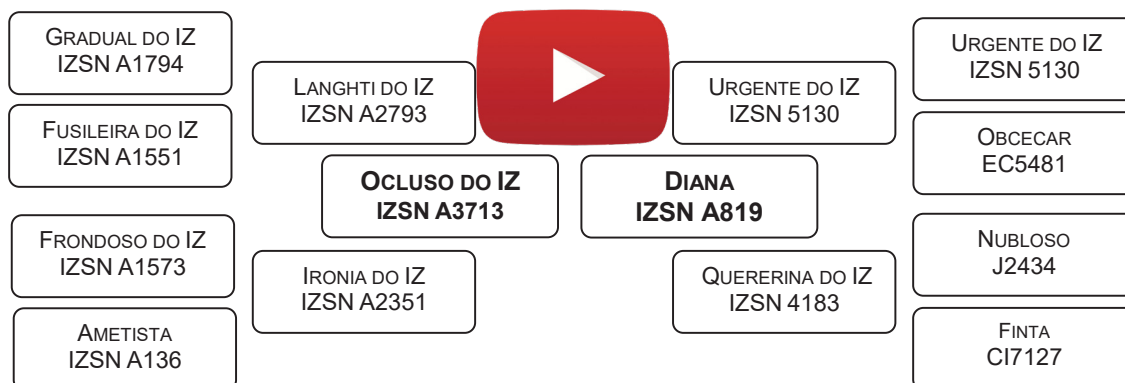 GRADUAL DO IZ
IZSN A1794
FUSILEIRA DO IZ
IZSN A1551
FRONDOSO DO IZ
IZSN A1573
AMETISTA
IZSN A136
LANGHTI DO IZ
IZSN A2793
IRONIA DO IZ
IZSN A2351
OCLUSO DO IZ
IZSN A3713
DIANA
IZSN A819
URGENTE DO IZ
IZSN 5130
QUERERINA DO IZ
IZSN 4183
URGENTE DO IZ
IZSN 5130
OBCECAR
EC5481
NUBLOSO
J2434
FINTA
CI7127